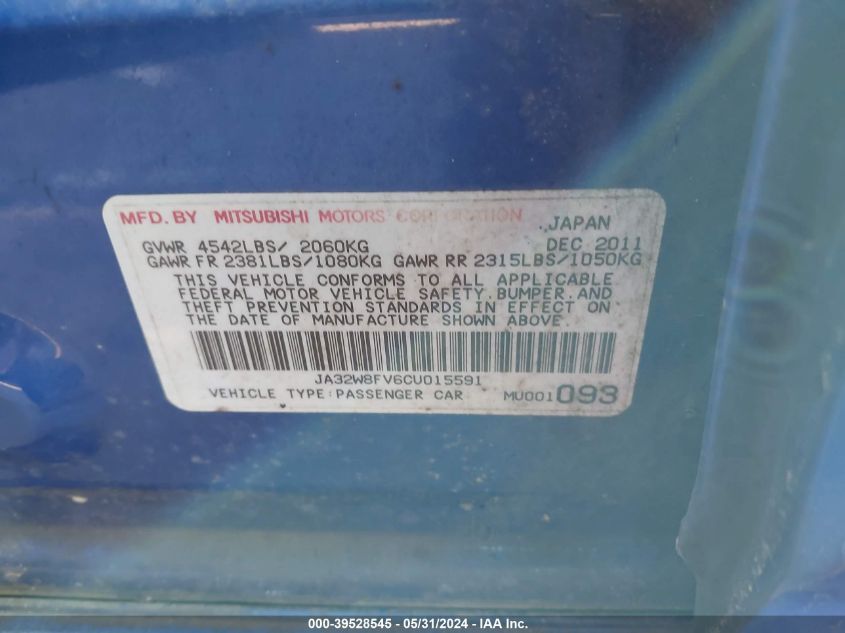 MFD. BY MITSUBISHI MOTORS CORPORATION
JAPAN
GVWR 4542LBS/ 2060KG DEC 2011
GAWR FR 2381LBS/1080KG GAWR RR 2315LBS/1050KG
THIS VEHICLE CONFORMS TO ALL APPLICABLE
FEDERAL MOTOR VEHICLE SAFETY.BUMPER.AND
THEFT PREVENTION STANDARDS IN EFFECT ON
THE DATE OF MANUFACTURE SHOWN ABOVE.
JA32W8FV6CU015591
VEHICLE TYPE:PASSENGER CAR MU001 093
000-39528545 - 05/31/2024 - IAA Inc.